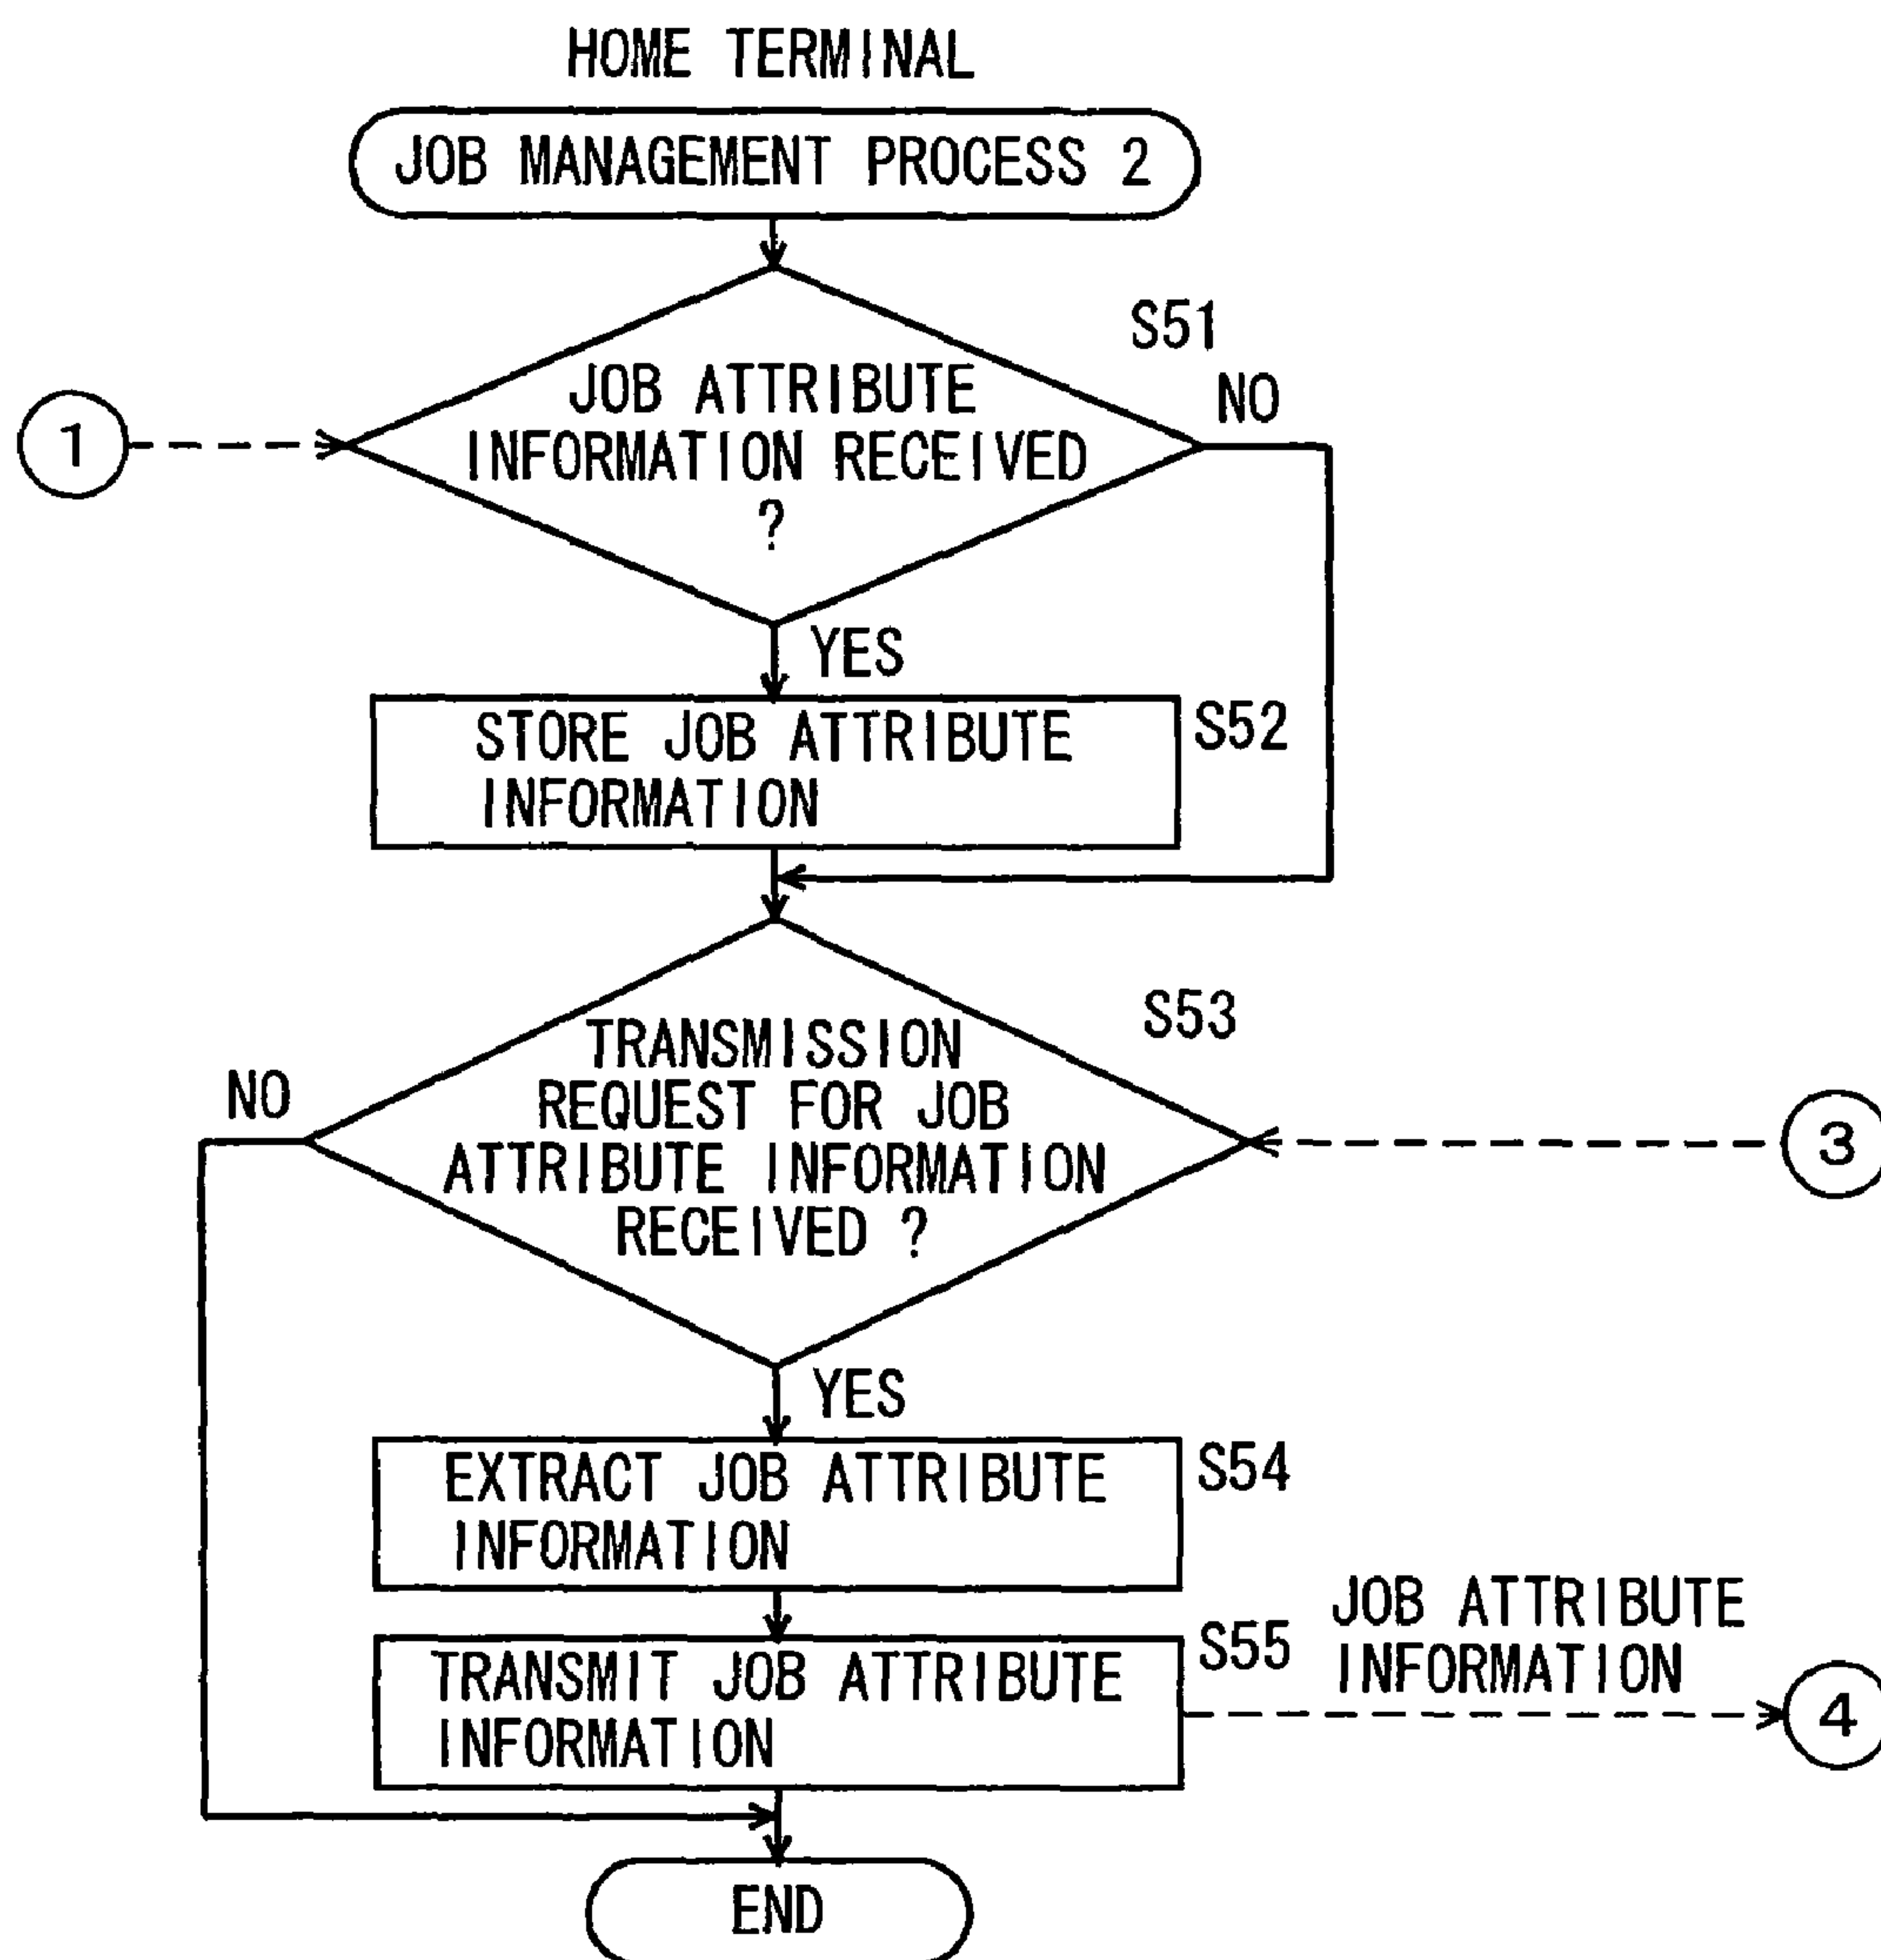 HOME TERMINAL
JOB MANAGEMENT PROCESS 2
S51
JOB ATTRIBUTE
INFORMATION RECEIVED
?
NO
1
YES
STORE JOB ATTRIBUTE
INFORMATION
S52
S53
TRANSMISSION
REQUEST FOR JOB
ATTRIBUTE INFORMATION
RECEIVED ?
NO
3
YES
EXTRACT JOB ATTRIBUTE
INFORMATION
S54
TRANSMIT JOB ATTRIBUTE
INFORMATION
S55
JOB ATTRIBUTE
INFORMATION
4
END